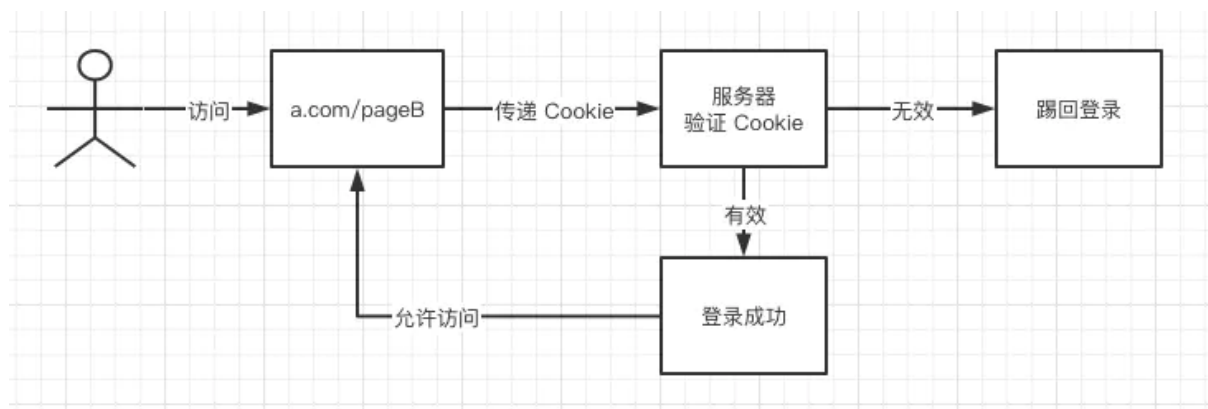 访问
a.com/pageB
传递 Cookie
服务器
验证 Cookie
无效
踢回登录
有效
登录成功
允许访问